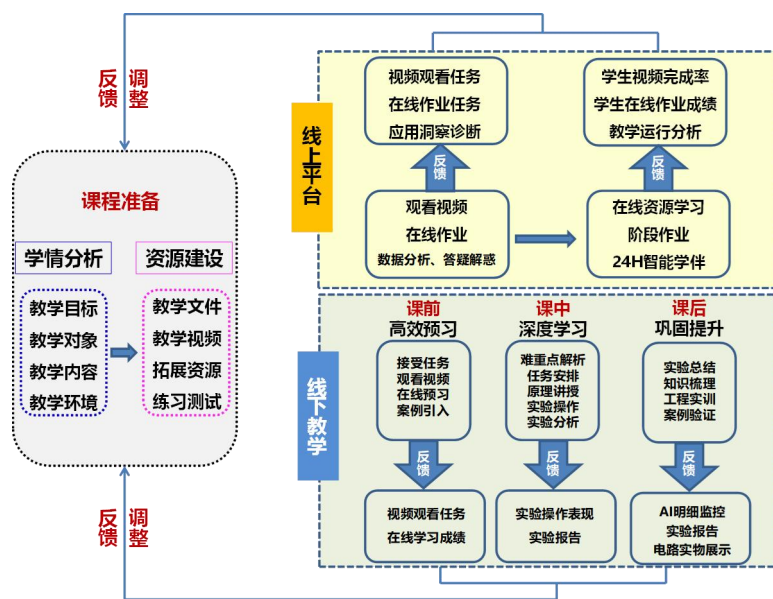 反馈
调整
课程准备
学情分析
资源建设
教学目标
教学对象
教学内容
教学环境
教学文件
教学视频
拓展资源
练习测试
反馈
调整
线上平台
视频观看任务
在线作业任务
应用洞察诊断
学生视频完成率
学生在线作业成绩
教学运行分析
反馈
反馈
观看视频
在线作业
数据分析、答疑解惑
在线资源学习
阶段作业
24H智能学伴
线下教学
课前
高效预习
课中
深度学习
课后
巩固提升
接受任务
观看视频
在线预习
案例引入
难重点解析
任务安排
原理讲授
实验操作
实验分析
实验总结
知识梳理
工程实训
案例验证
反馈
反馈
反馈
视频观看任务
在线学习成绩
实验操作表现
实验报告
AI明细监控
实验报告
电路实物展示